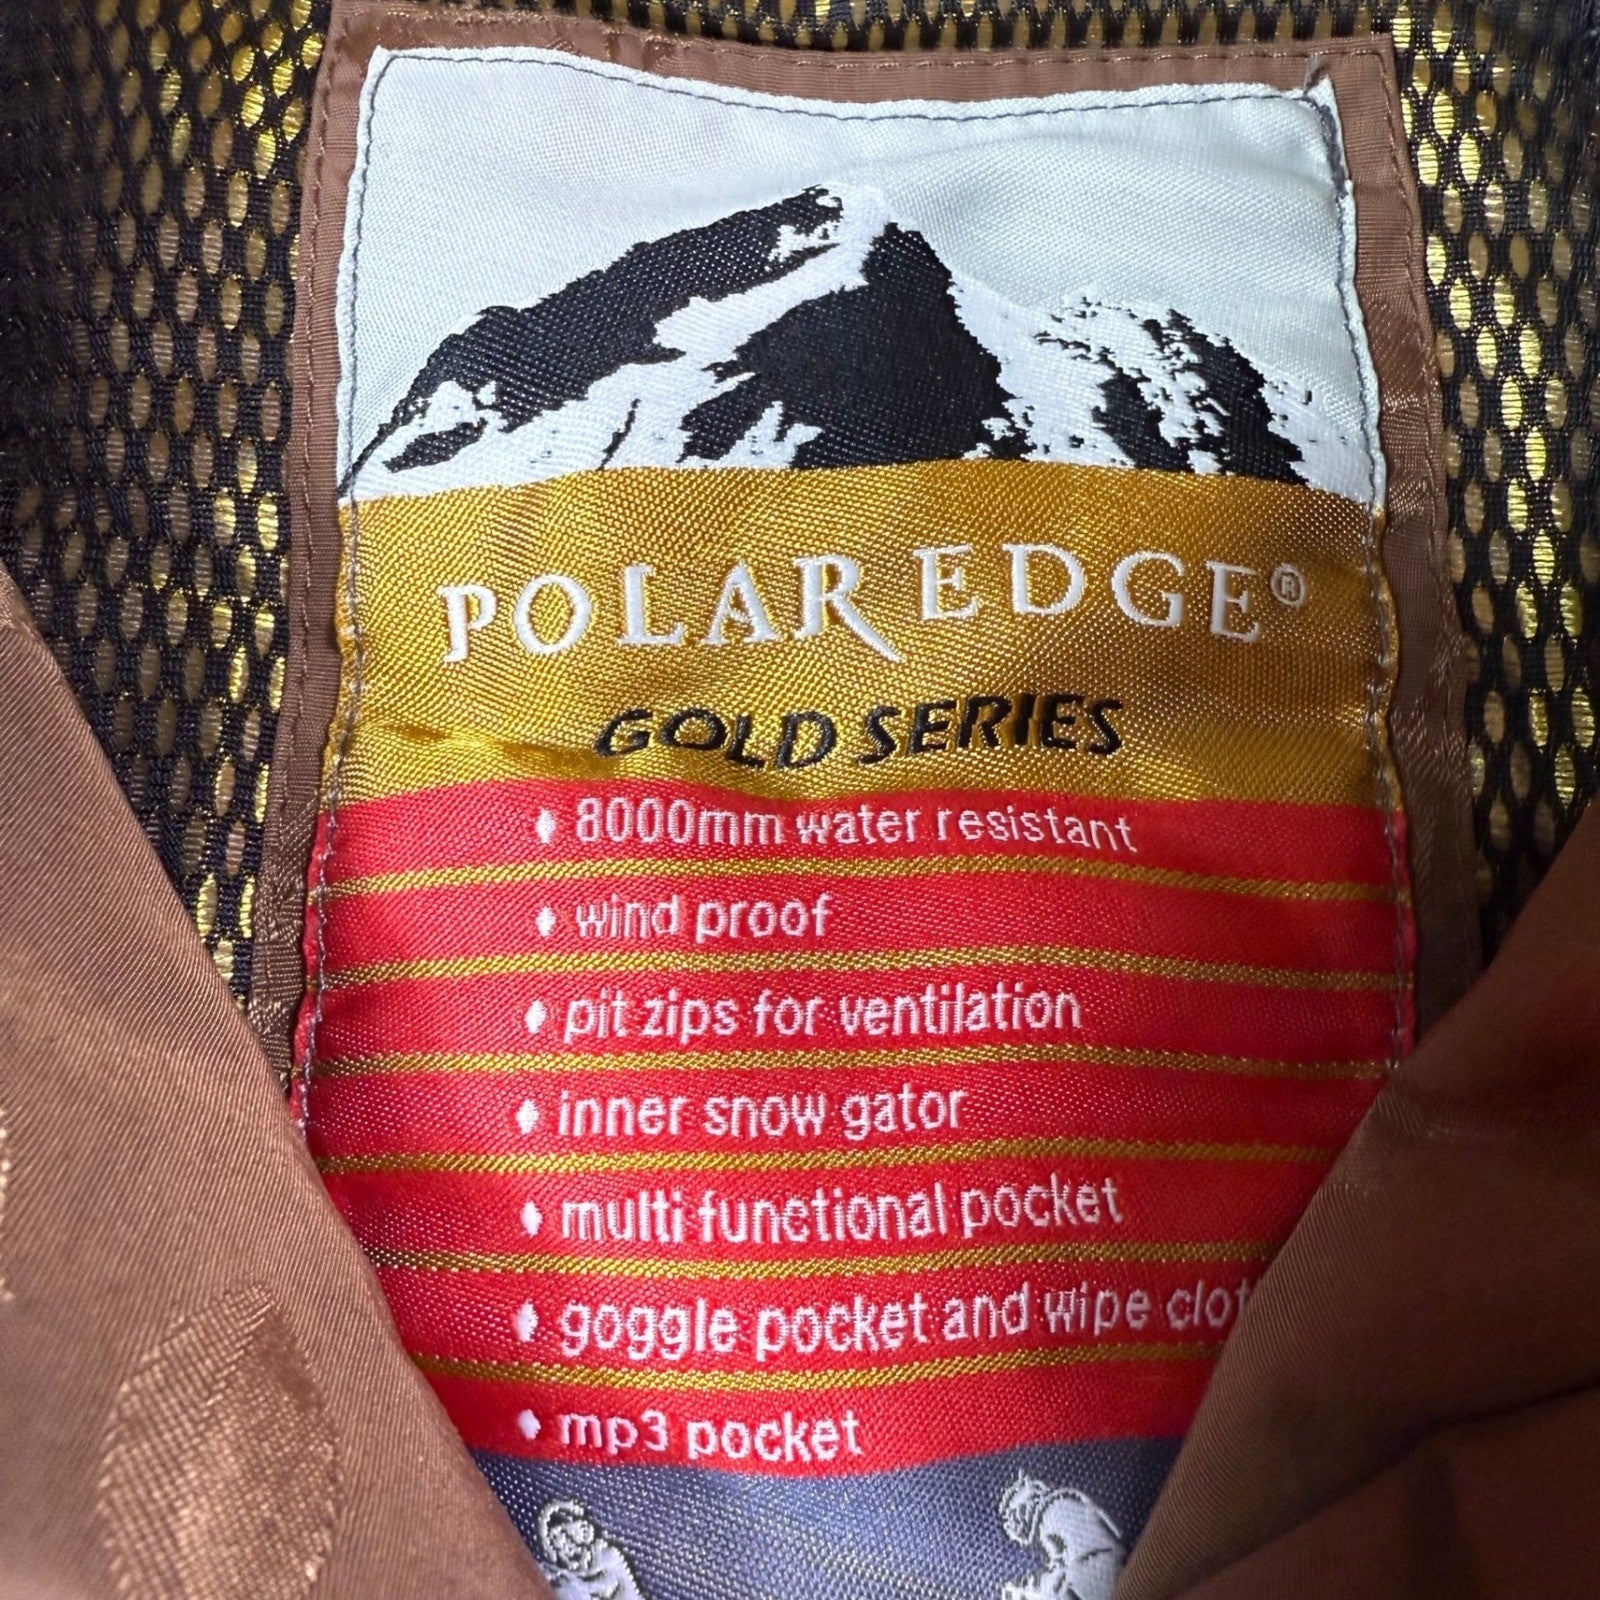 POLAR EDGE®
GOLD SERIES
♦ 8000mm water resistant
♦ wind proof
♦ pit zips for ventilation
♦ inner snow gator
♦ multi functional pocket
♦ goggle pocket and wipe clot
♦ mp3 pocket